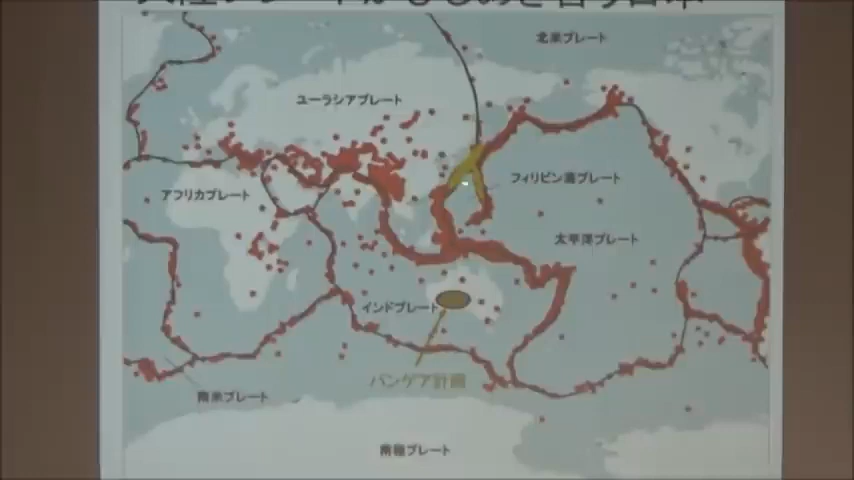 北米プレート
ユーラシアプレート
フィリピン海プレート
アフリカプレート
太平洋プレート
インドプレート
パンゲア計画
南米プレート
南極プレート